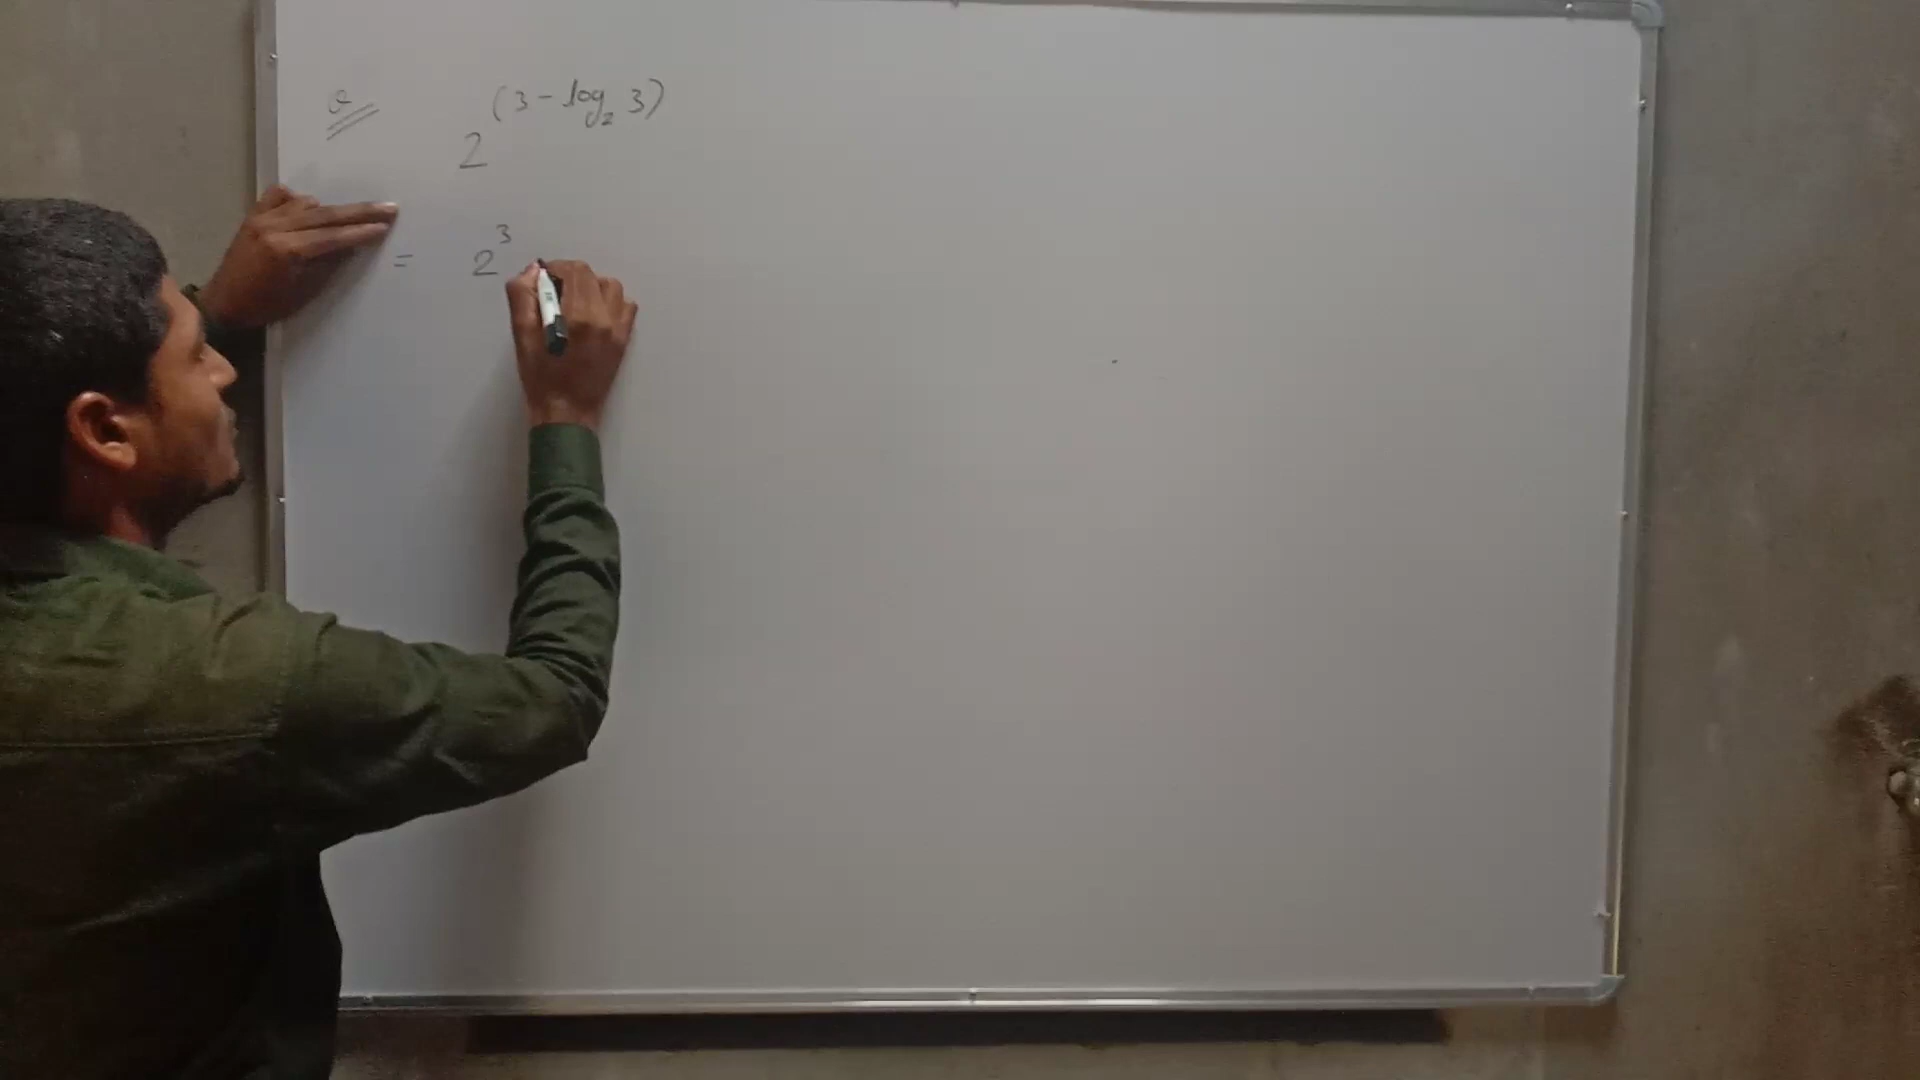 Q 2^(3 - log₂ 3)
= 2³